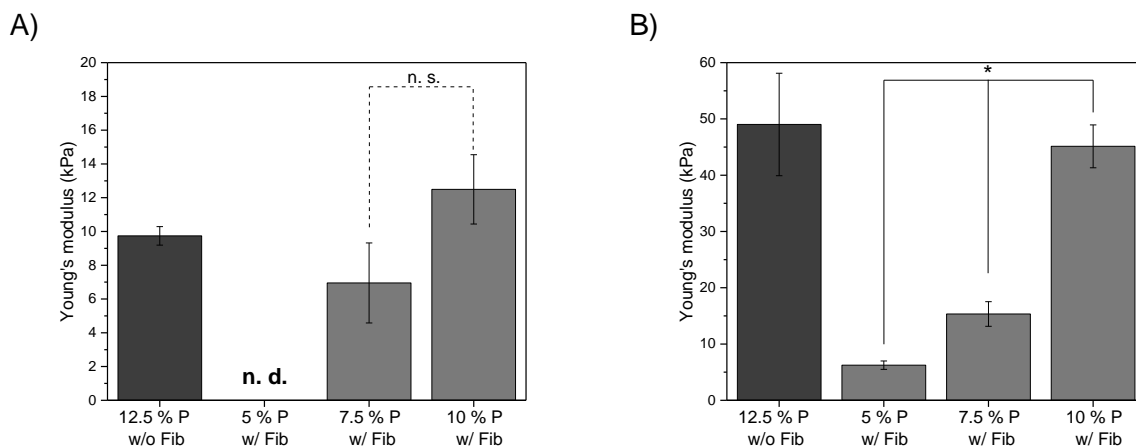 A)
20
18
16
14
12
10
8
6
4
2
0
Young's modulus (kPa)
n. s.
n. d.
12.5 % P
w/o Fib
5 % P
w/ Fib
7.5 % P
w/ Fib
10 % P
w/ Fib
B)
60
50
40
30
20
10
0
Young's modulus (kPa)
*
12.5 % P
w/o Fib
5 % P
w/ Fib
7.5 % P
w/ Fib
10 % P
w/ Fib